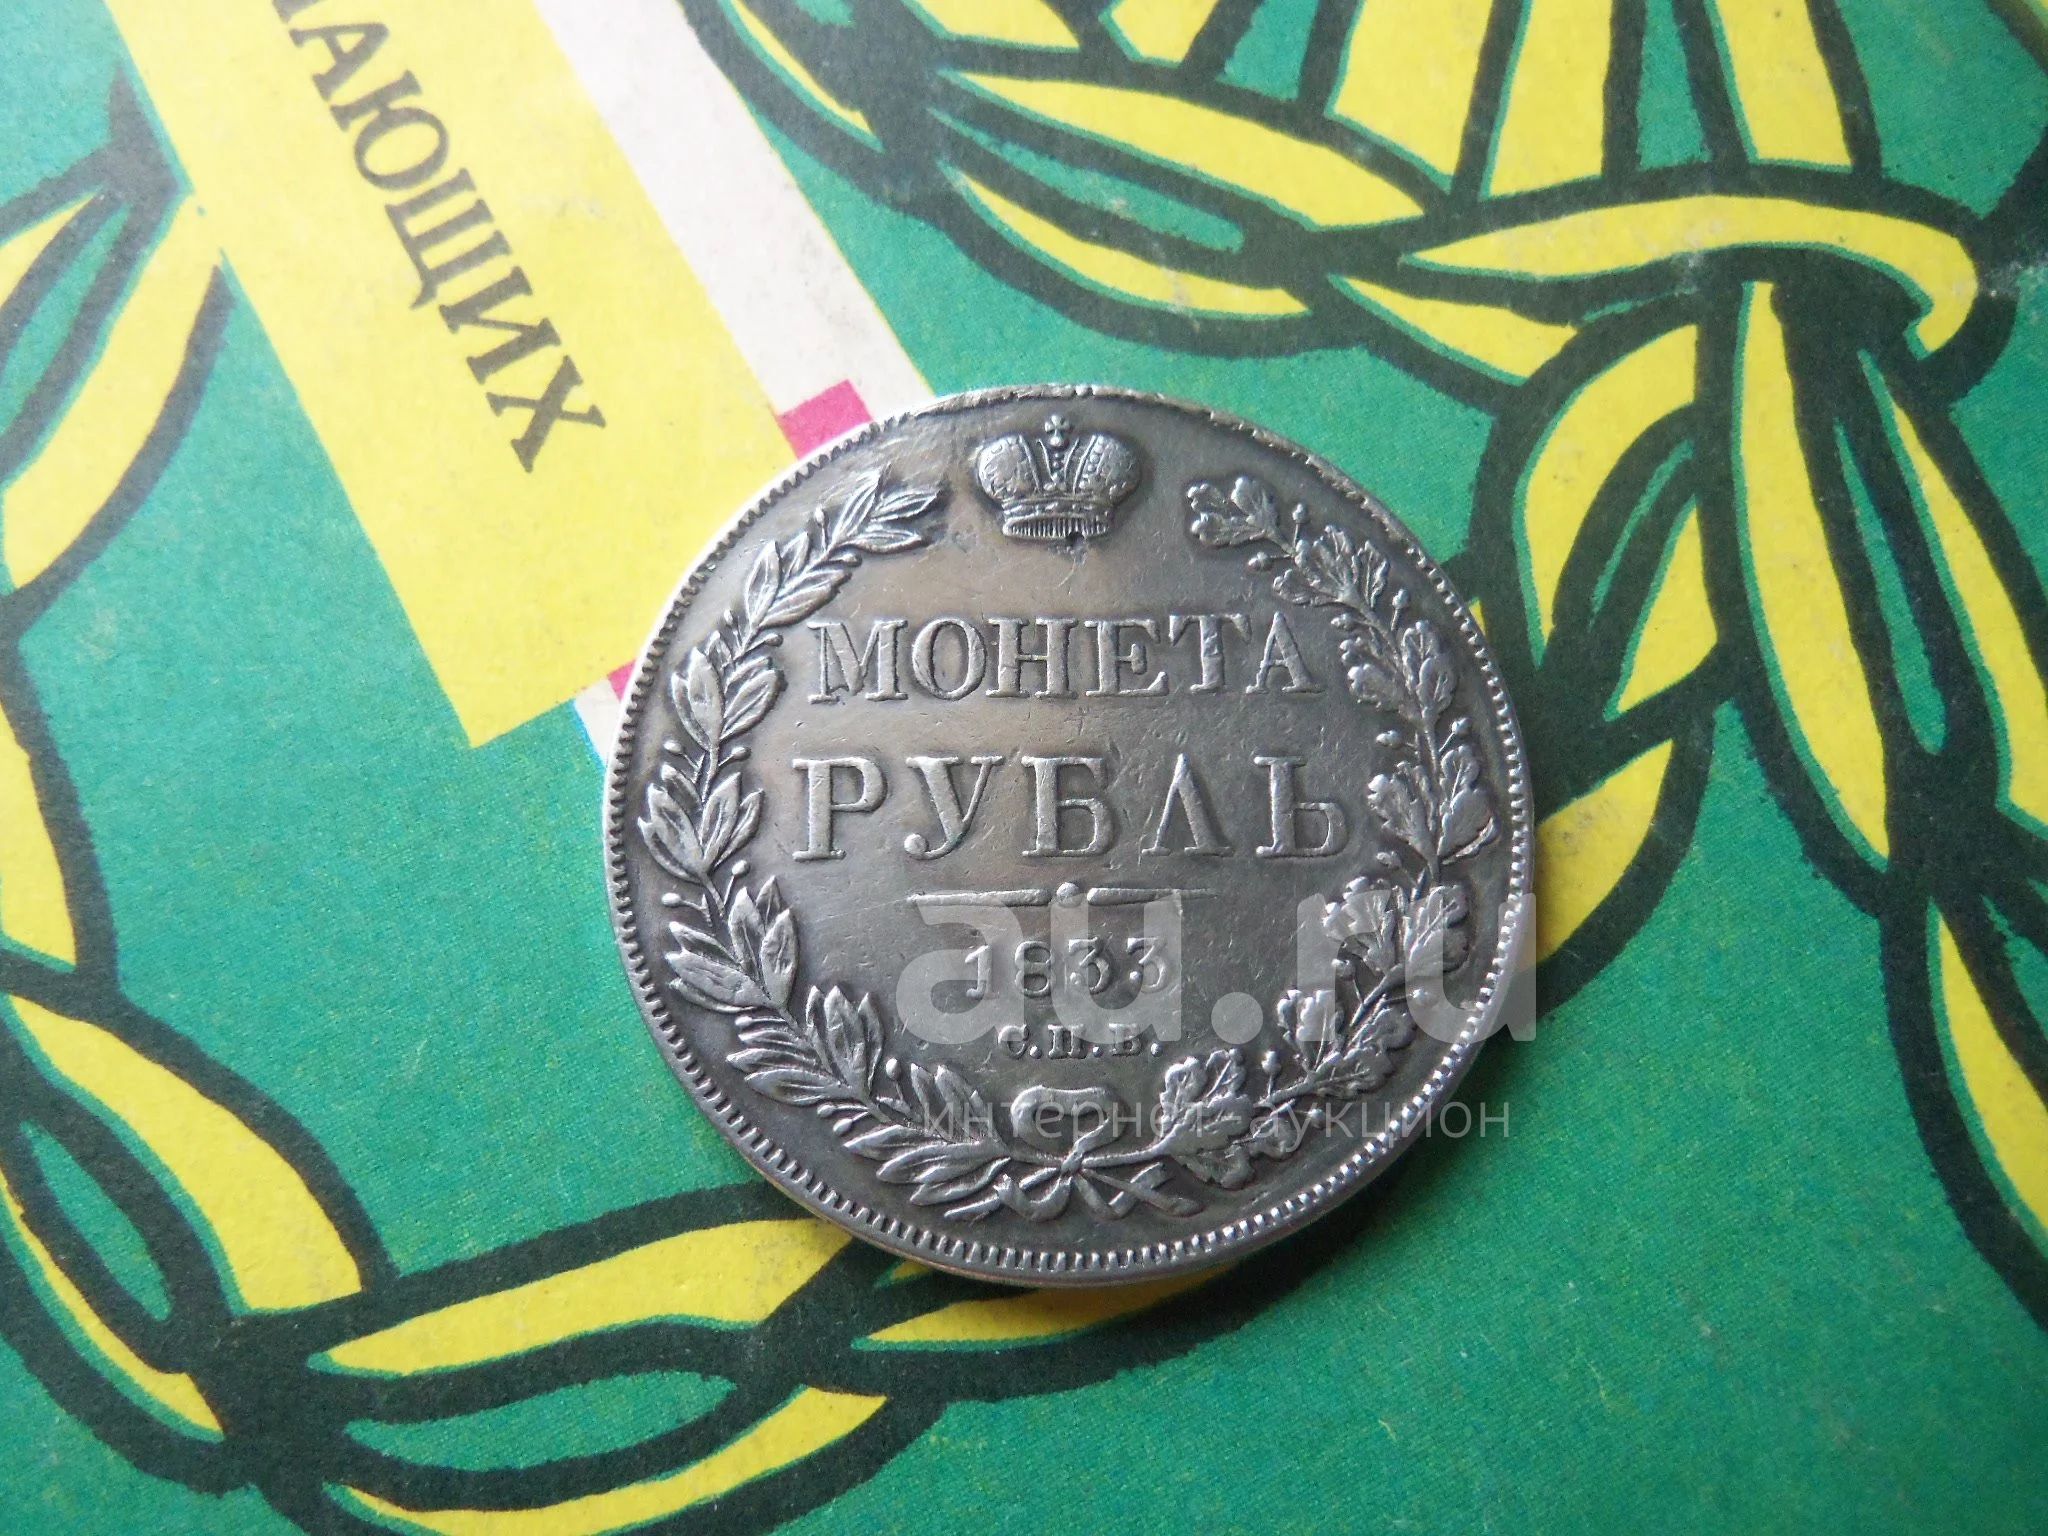 АЮЩИХ
МОНЕТА
РУБЛЬ
1833
С.П.Б.
au.ru
интернет-аукцион